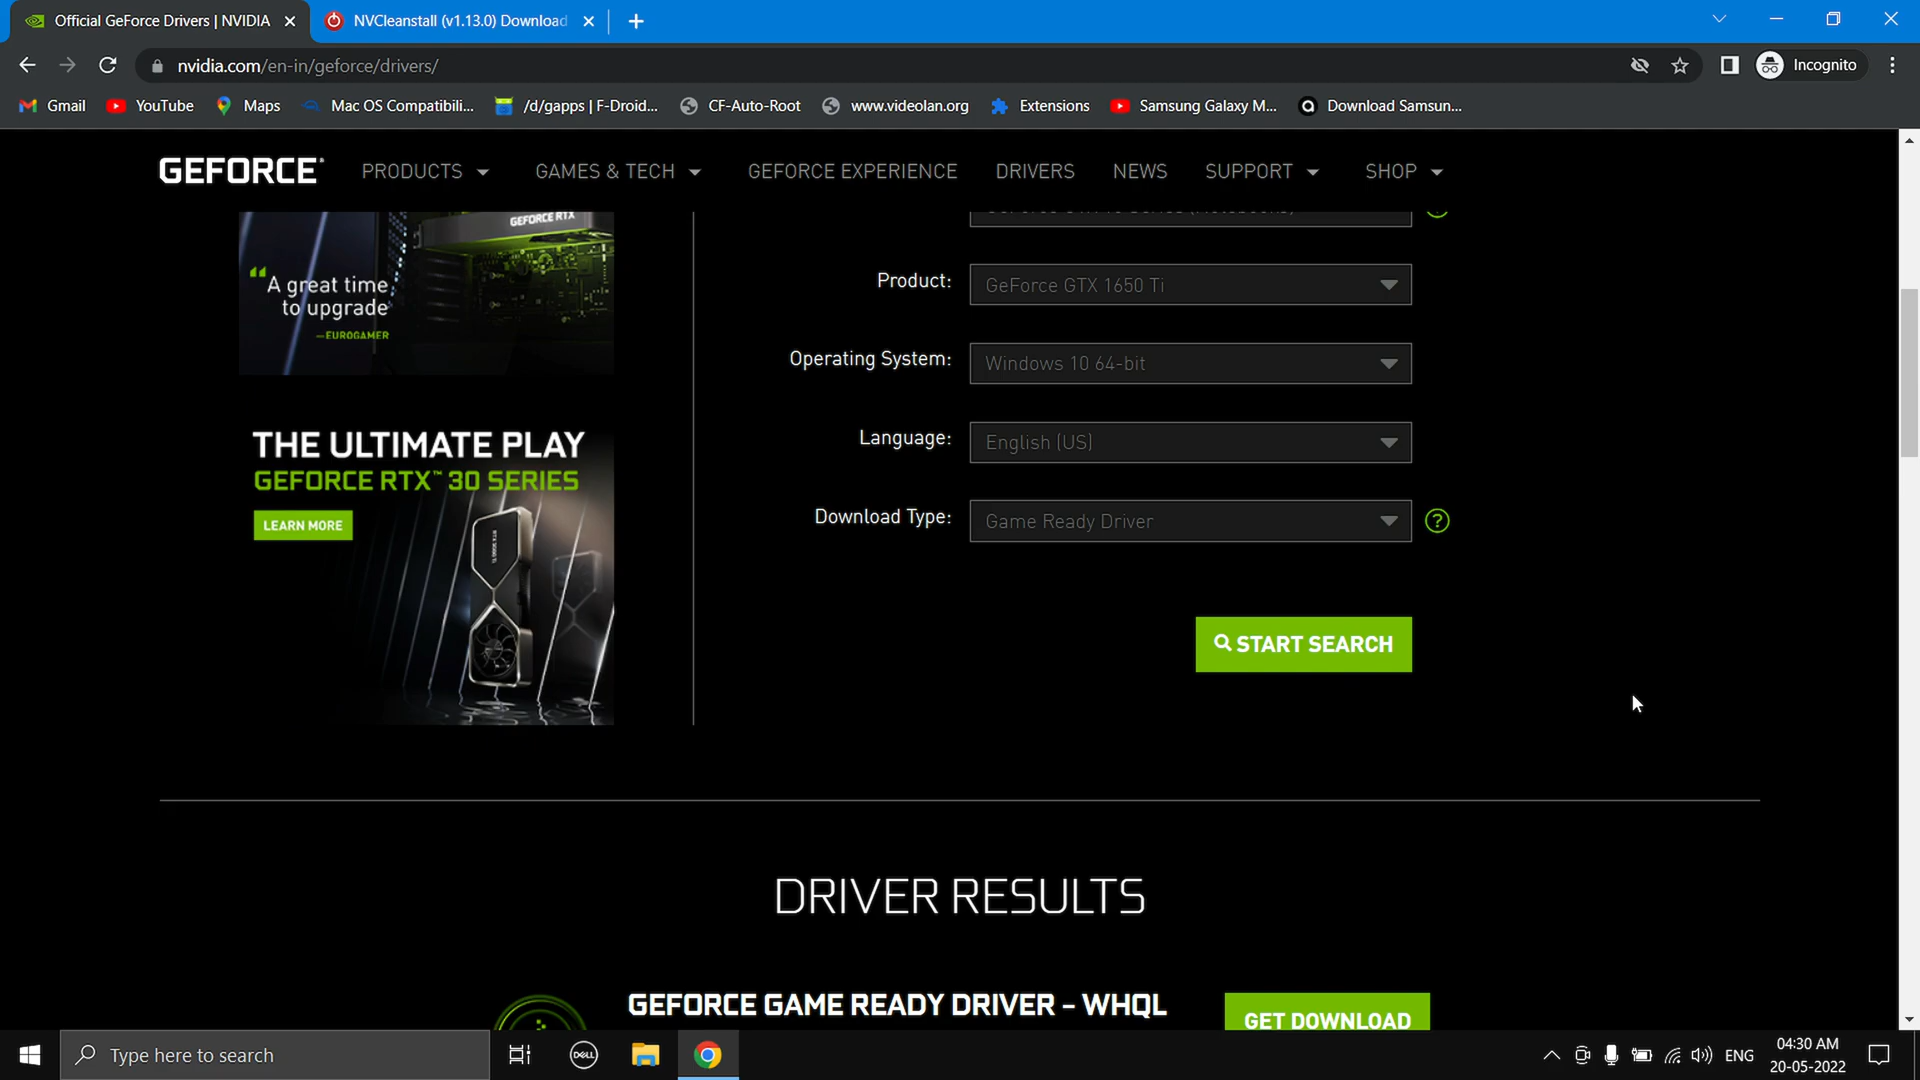 Official GeForce Drivers | NVIDIA
NVCleanstall (v1.13.0) Download
nvidia.com/en-in/geforce/drivers/
Incognito
Gmail
YouTube
Maps
Mac OS Compatibili...
/d/gapps | F-Droid...
CF-Auto-Root
www.videolan.org
Extensions
Samsung Galaxy M...
Download Samsun...
GEFORCE
PRODUCTS
GAMES & TECH
GEFORCE EXPERIENCE
DRIVERS
NEWS
SUPPORT
SHOP
GEFORCE RTX
“A great time
to upgrade
—EUROGAMER
THE ULTIMATE PLAY
GEFORCE RTX™ 30 SERIES
LEARN MORE
Product:
GeForce GTX 1650 Ti
Operating System:
Windows 10 64-bit
Language:
English (US)
Download Type:
Game Ready Driver
?
START SEARCH
DRIVER RESULTS
GEFORCE GAME READY DRIVER – WHQL
GET DOWNLOAD
Type here to search
DELL
ENG
04:30 AM
20-05-2022